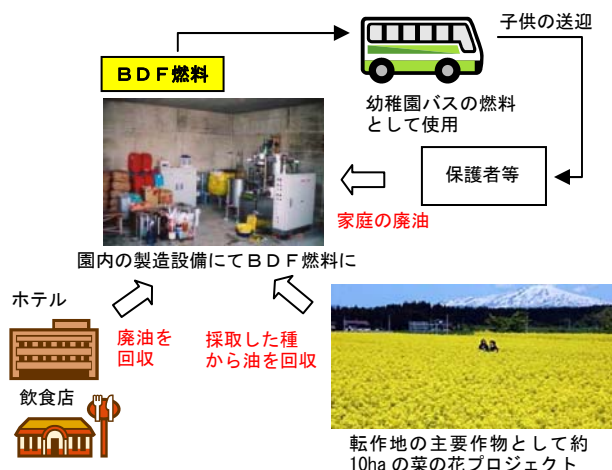 子供の送迎
ＢＤＦ燃料
幼稚園バスの燃料
として使用
保護者等
家庭の廃油
園内の製造設備にてＢＤＦ燃料に
ホテル
廃油を
回収
採取した種
から油を回収
飲食店
転作地の主要作物として約
10haの菜の花プロジェクト